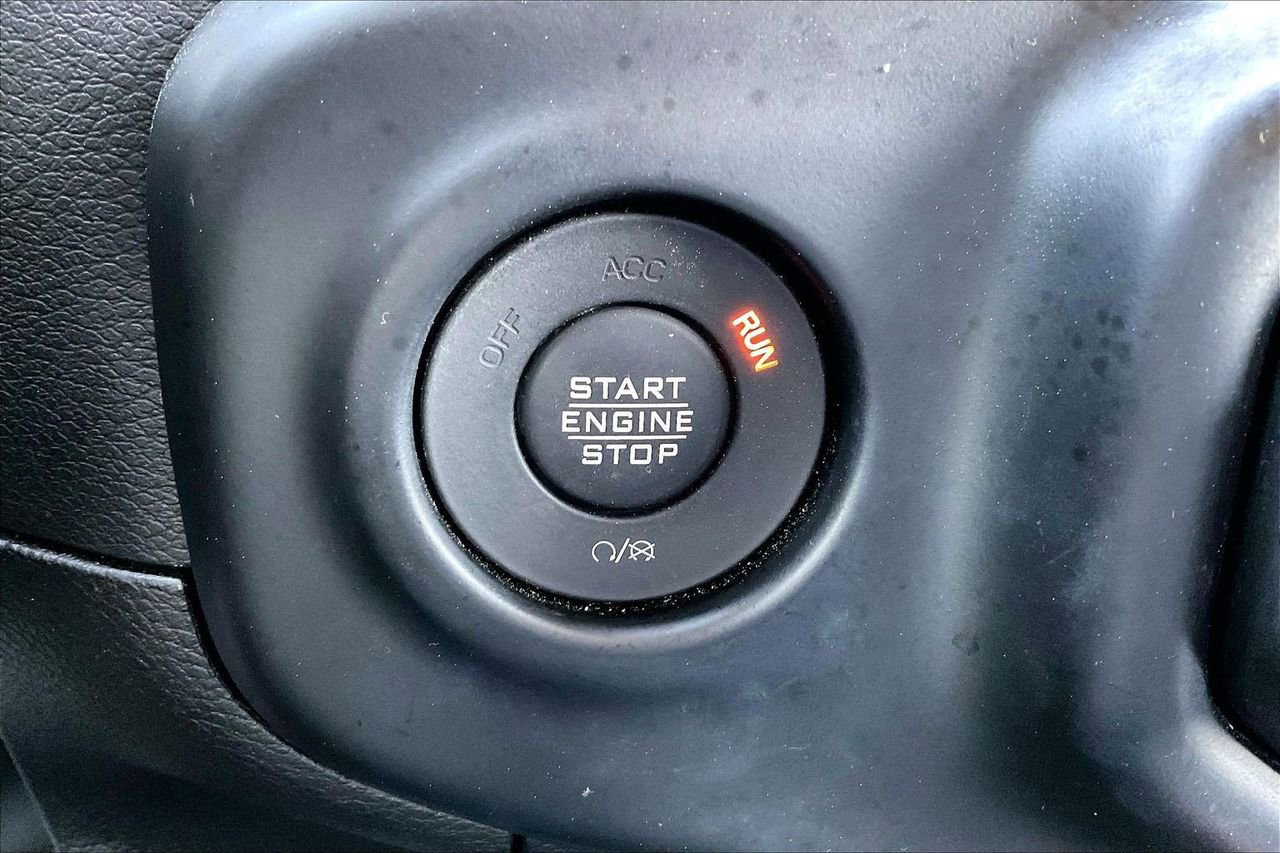 ACC
OFF
RUN
START
ENGINE
STOP